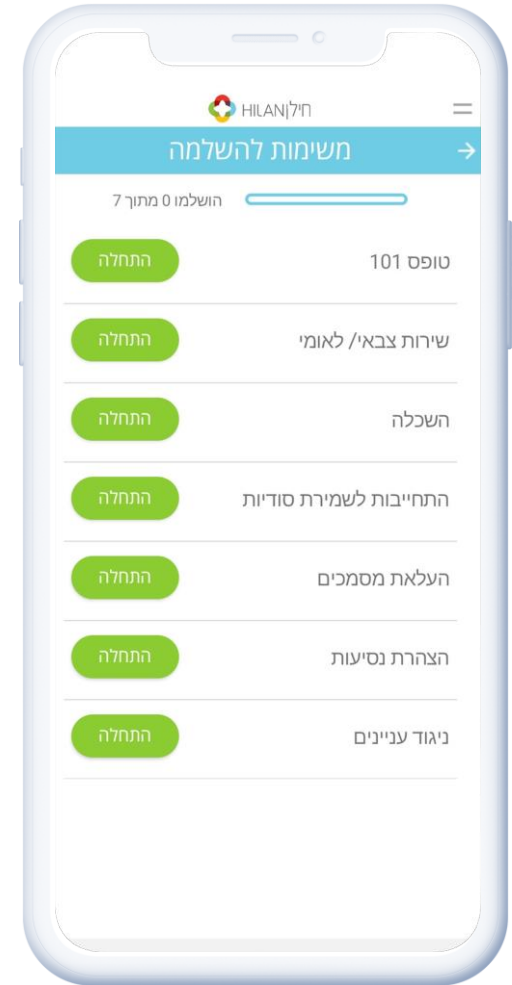 חילן|HILAN
משימות להשלמה
הושלמו 0 מתוך 7
טופס 101
התחלה
שירות צבאי/ לאומי
התחלה
השכלה
התחלה
התחייבות לשמירת סודיות
התחלה
העלאת מסמכים
התחלה
הצהרת נסיעות
התחלה
ניגוד עניינים
התחלה